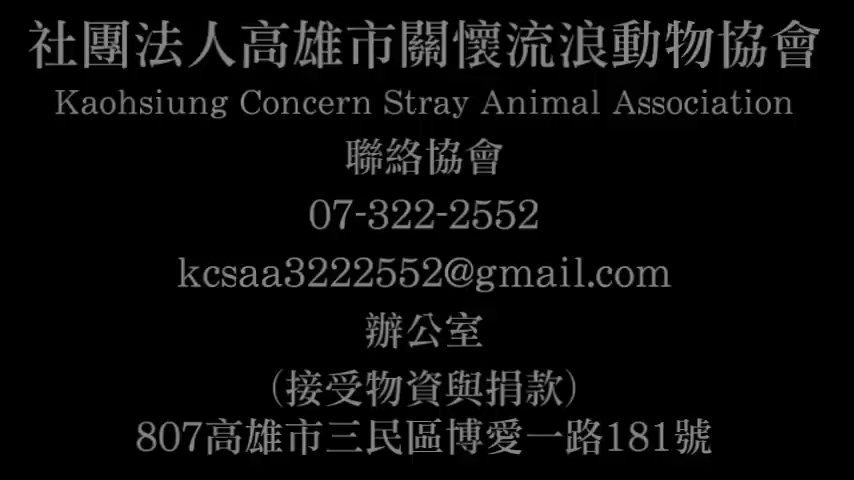 社團法人高雄市關懷流浪動物協會
Kaohsiung Concern Stray Animal Association
聯絡協會
07-322-2552
kcsaa3222552@gmail.com
辦公室
(接受物資與捐款)
807高雄市三民區博愛一路181號